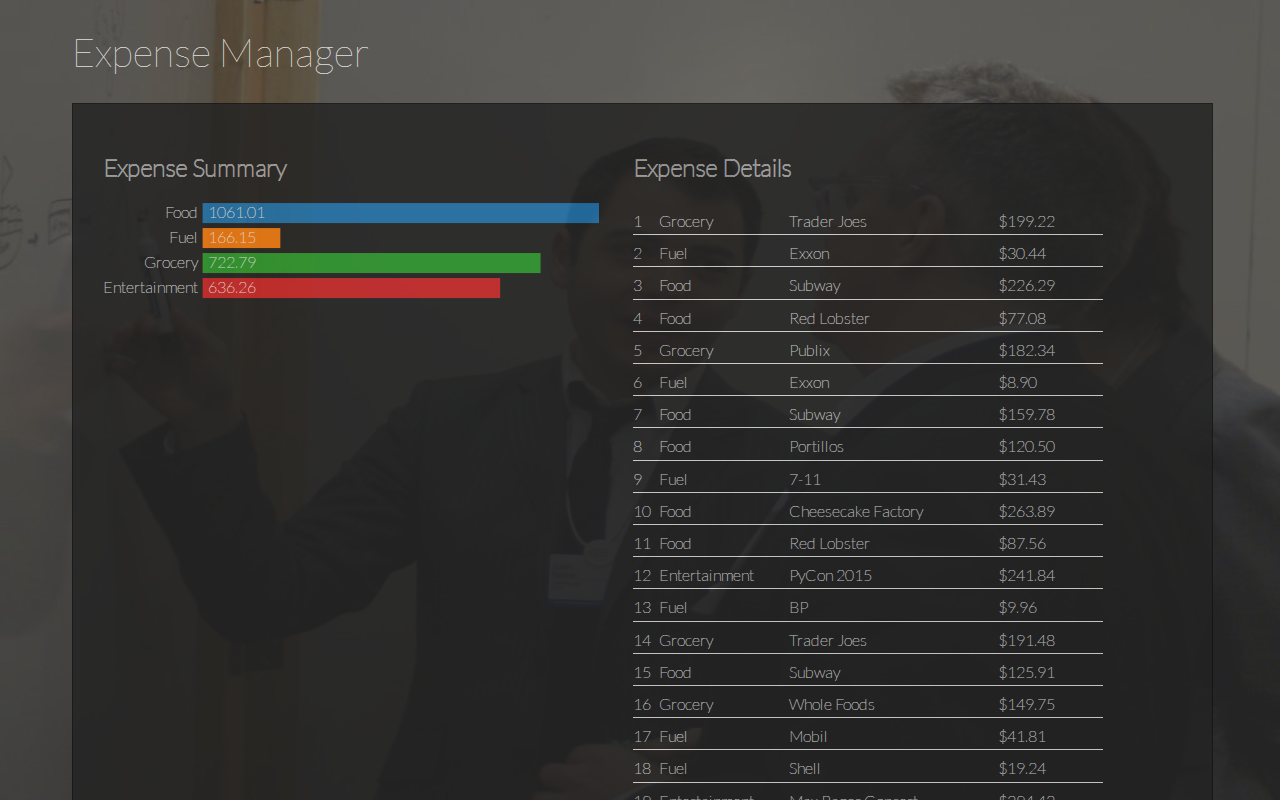 Expense Manager
Expense Summary
Food 1061.01
Fuel 166.15
Grocery 722.79
Entertainment 636.26
Expense Details
1 Grocery Trader Joes $199.22
2 Fuel Exxon $30.44
3 Food Subway $226.29
4 Food Red Lobster $77.08
5 Grocery Publix $182.34
6 Fuel Exxon $8.90
7 Food Subway $159.78
8 Food Portillos $120.50
9 Fuel 7-11 $31.43
10 Food Cheesecake Factory $263.89
11 Food Red Lobster $87.56
12 Entertainment PyCon 2015 $241.84
13 Fuel BP $9.96
14 Grocery Trader Joes $191.48
15 Food Subway $125.91
16 Grocery Whole Foods $149.75
17 Fuel Mobil $41.81
18 Fuel Shell $19.24